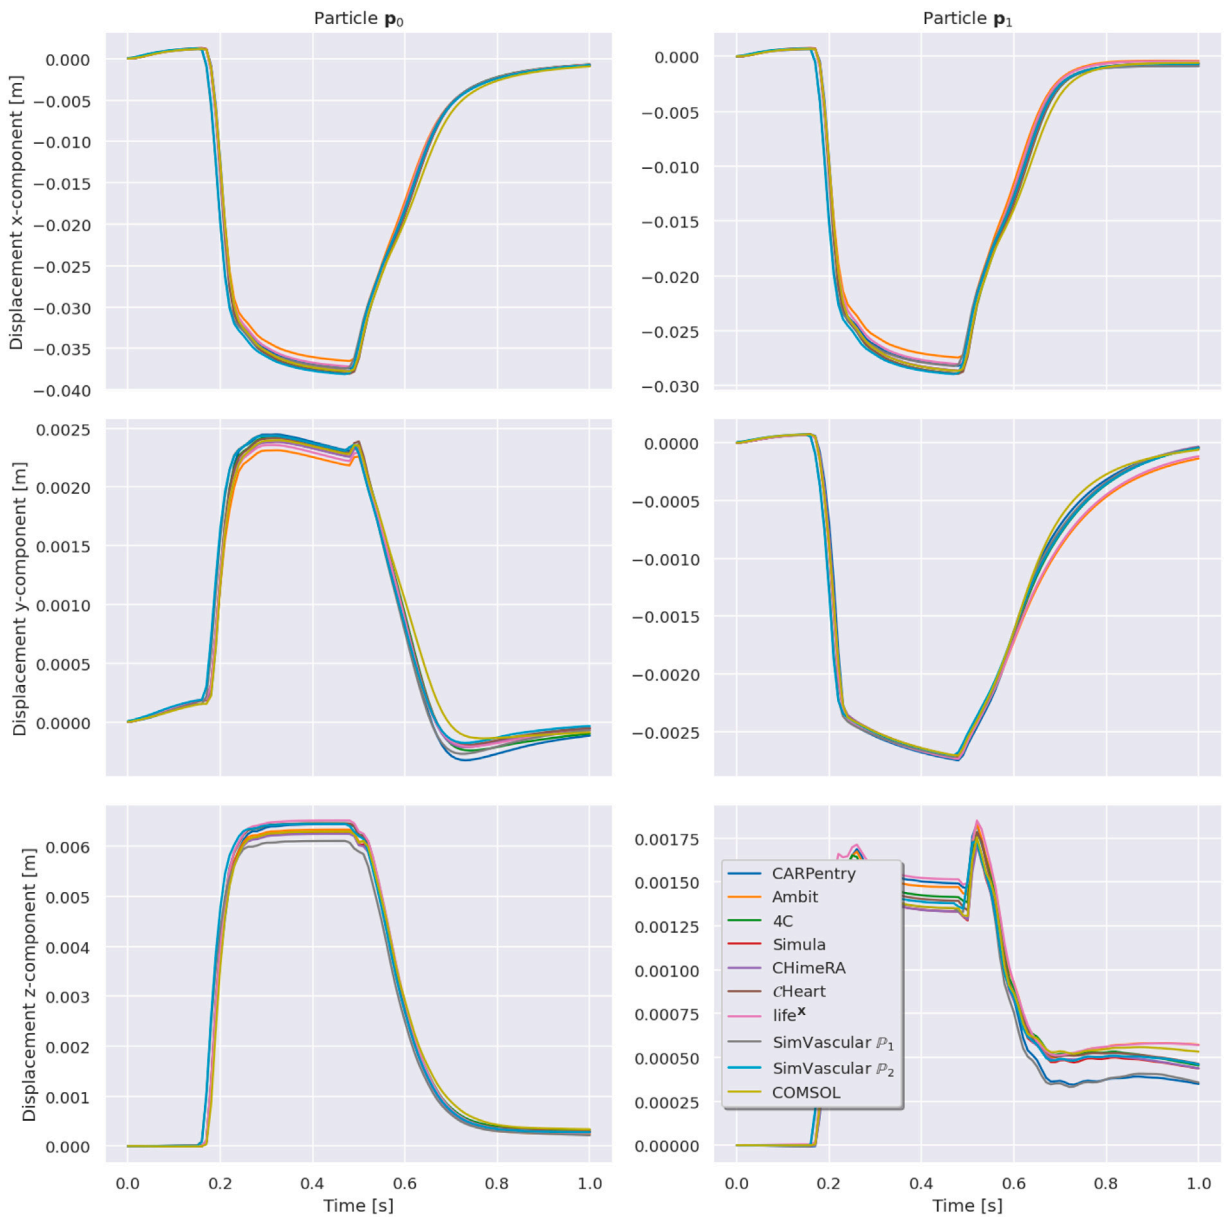 Particle p₀
Particle p₁
Displacement x-component [m]
0.000
−0.005
−0.010
−0.015
−0.020
−0.025
−0.030
−0.035
−0.040
0.000
−0.005
−0.010
−0.015
−0.020
−0.025
−0.030
Displacement y-component [m]
0.0025
0.0020
0.0015
0.0010
0.0005
0.0000
0.0000
−0.0005
−0.0010
−0.0015
−0.0020
−0.0025
Displacement z-component [m]
0.006
0.005
0.004
0.003
0.002
0.001
0.000
0.00175
0.00150
0.00125
0.00100
0.00075
0.00050
0.00025
0.00000
CARPentry
Ambit
4C
Simula
CHimeRA
𝒞Heart
lifeˣ
SimVascular ℙ₁
SimVascular ℙ₂
COMSOL
0.0 0.2 0.4 0.6 0.8 1.0
Time [s]
0.0 0.2 0.4 0.6 0.8 1.0
Time [s]